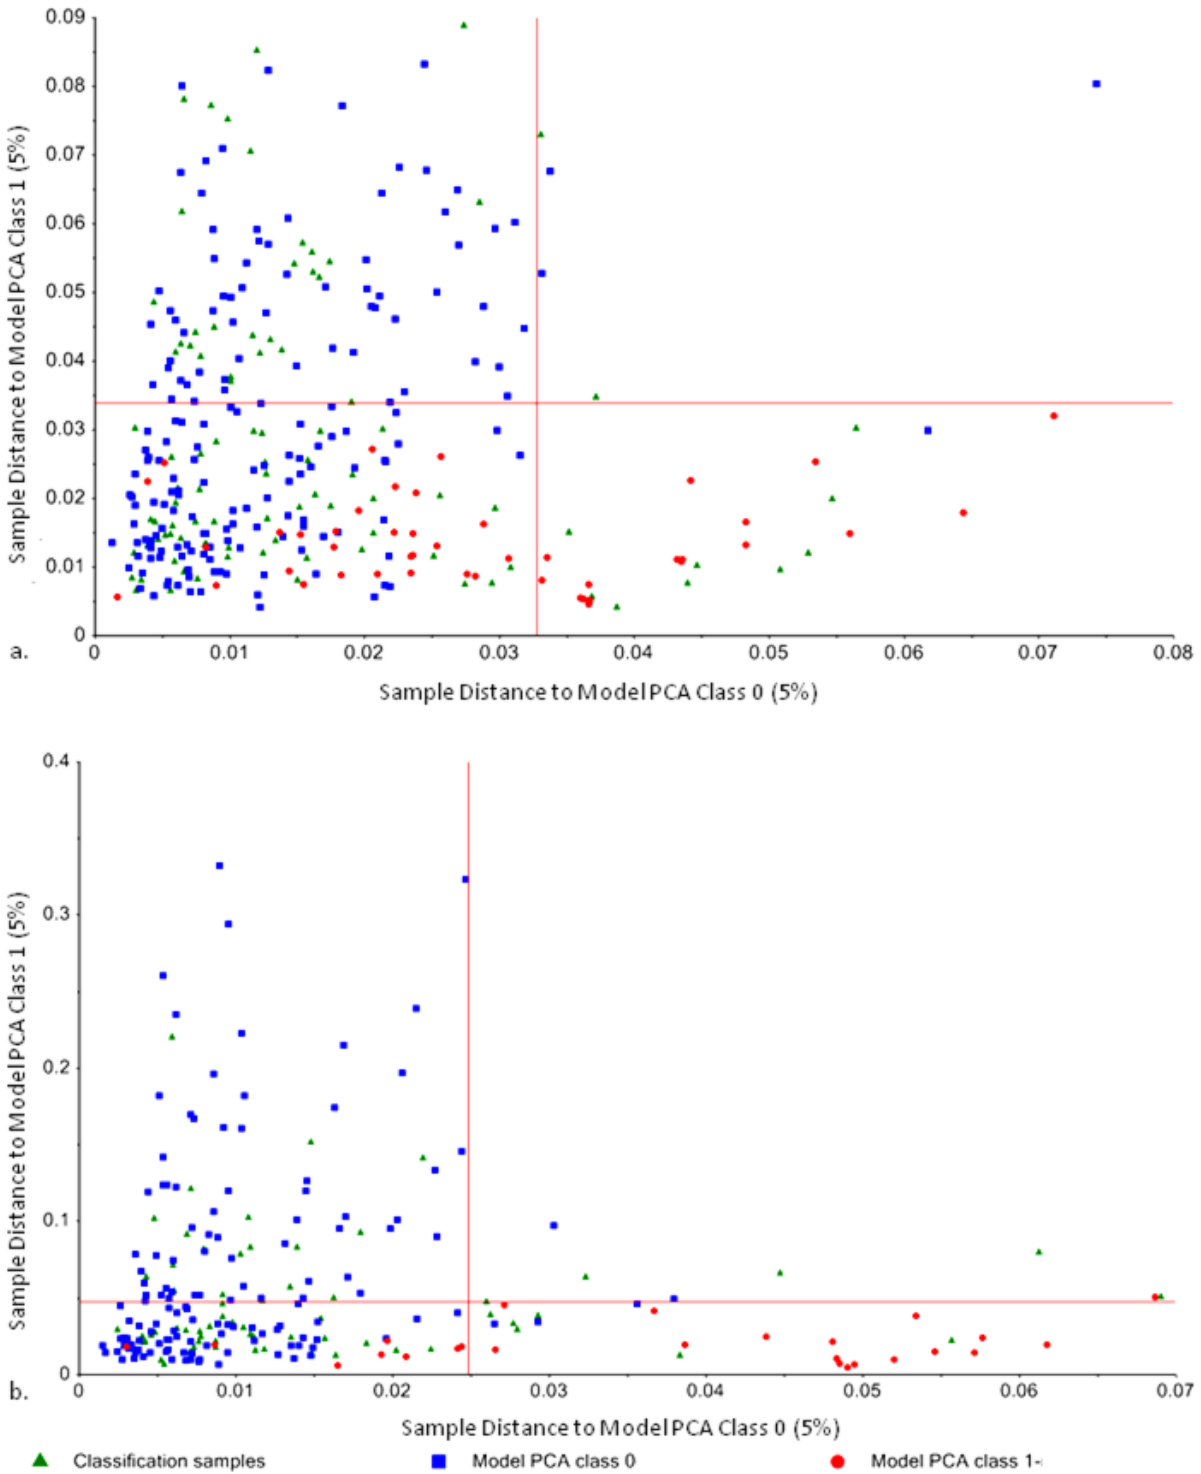 0.09
0.08
0.07
0.06
0.05
0.04
0.03
0.02
0.01
0
Sample Distance to Model PCA Class 1 (5%)
a.
0 0.01 0.02 0.03 0.04 0.05 0.06 0.07 0.08
Sample Distance to Model PCA Class 0 (5%)
0.4
0.3
0.2
0.1
0
Sample Distance to Model PCA Class 1 (5%)
b.
0 0.01 0.02 0.03 0.04 0.05 0.06 0.07
Sample Distance to Model PCA Class 0 (5%)
Classification samples Model PCA class 0 Model PCA class 1-